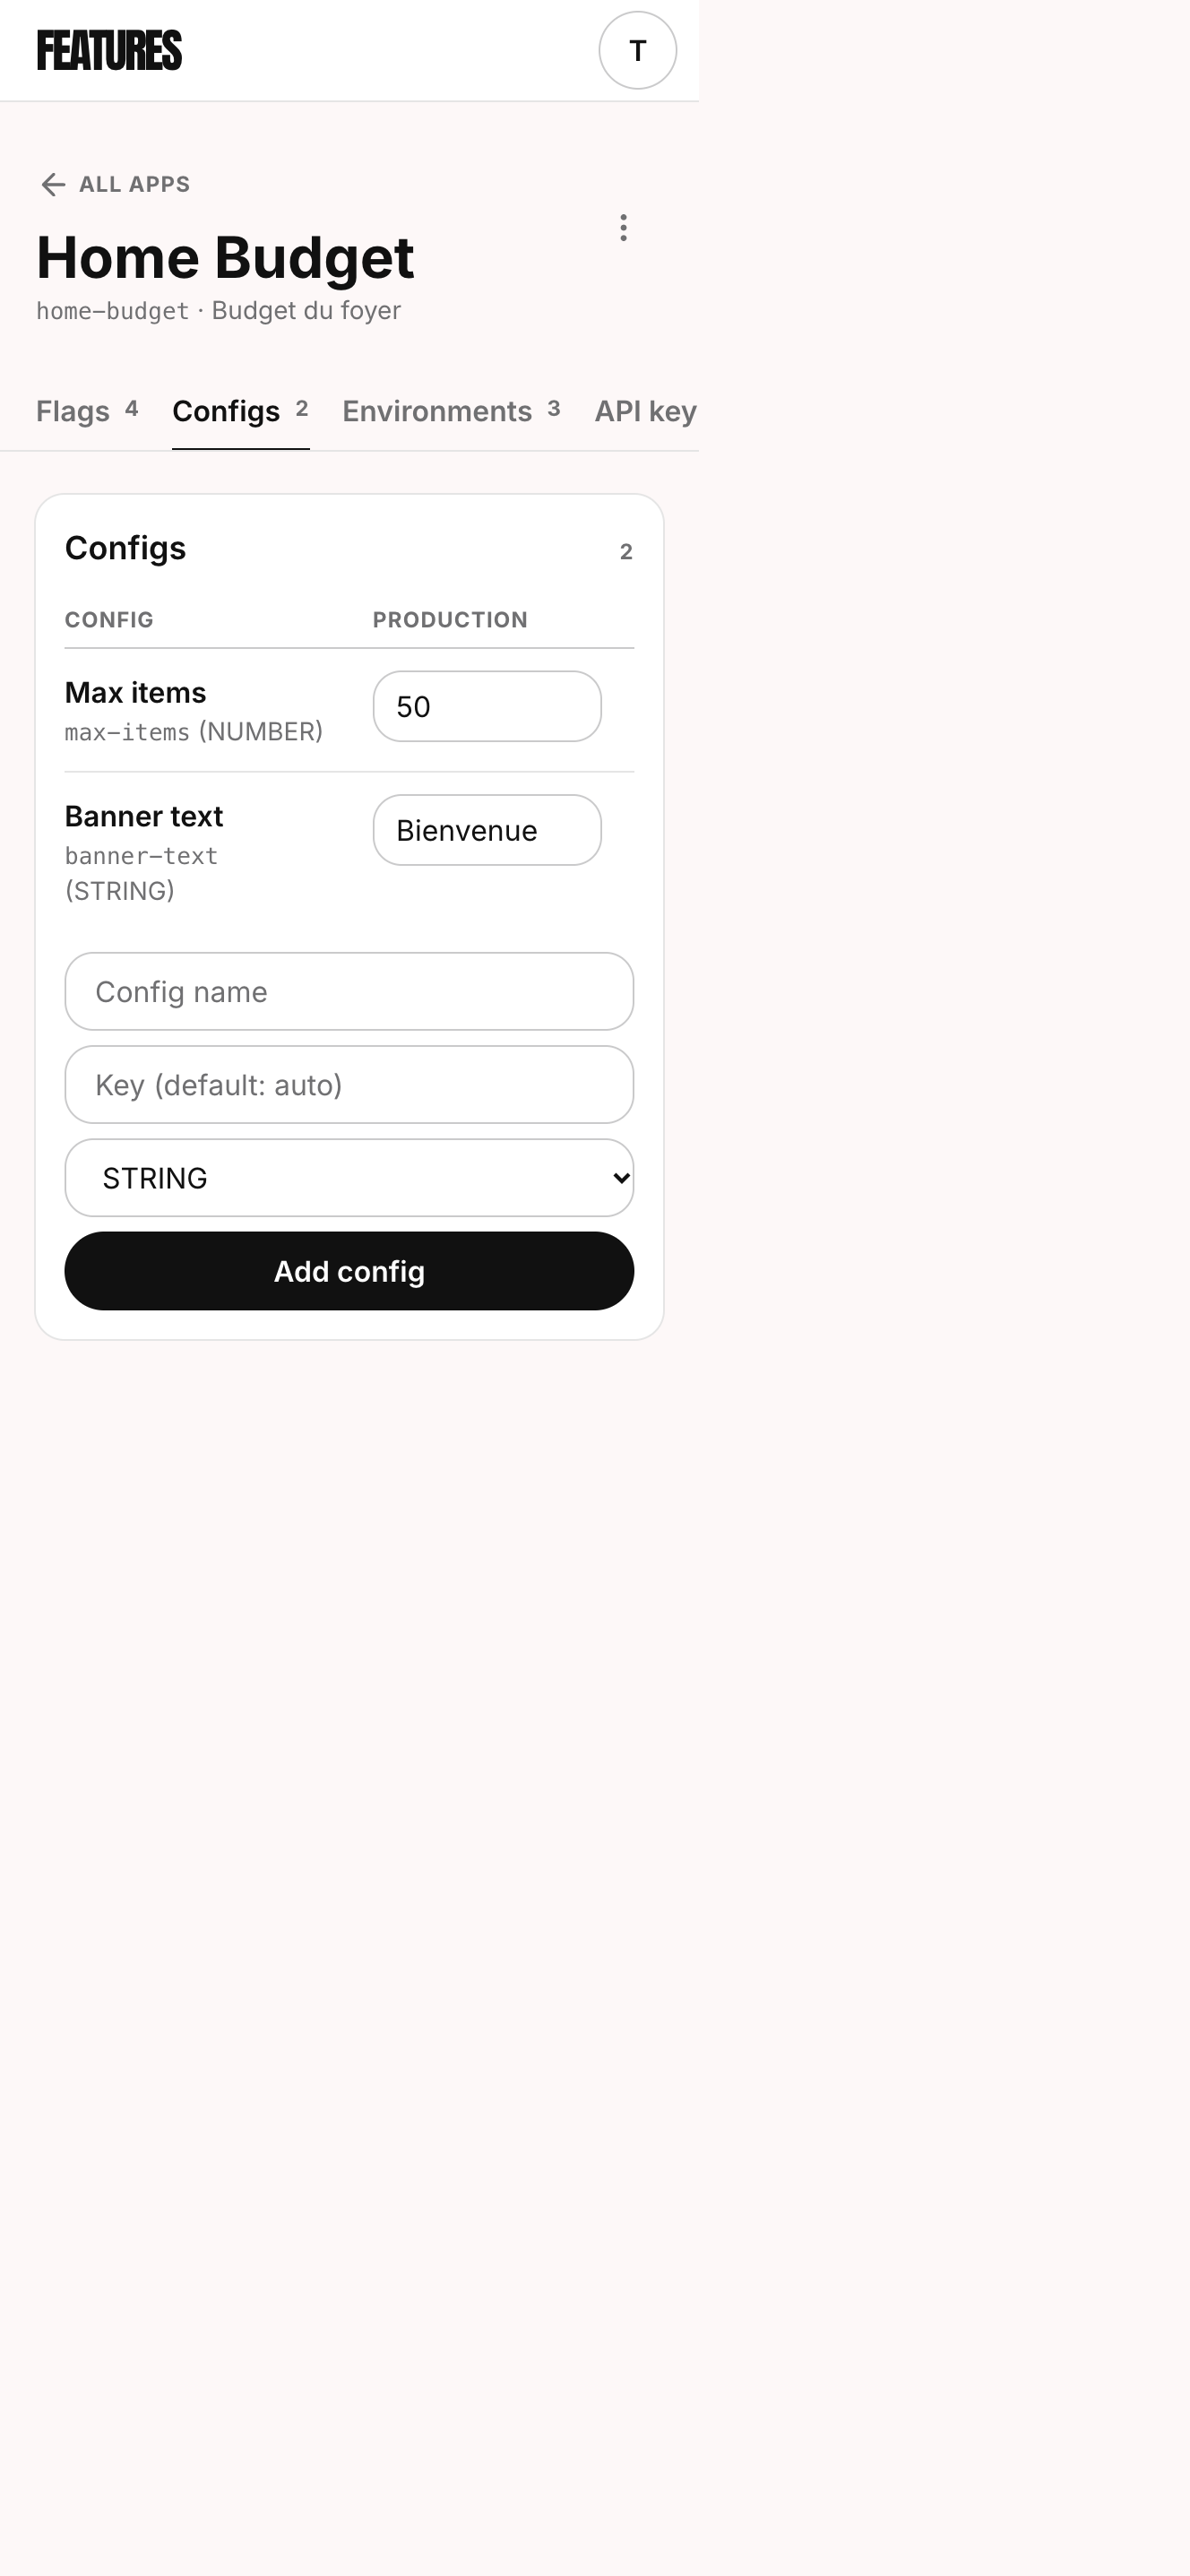 FEATURES
T
ALL APPS
Home Budget
home-budget · Budget du foyer
Flags 4 Configs 2 Environments 3 API key
Configs 2
CONFIG PRODUCTION
Max items 50
max-items (NUMBER)
Banner text Bienvenue
banner-text
(STRING)
Config name
Key (default: auto)
STRING
Add config